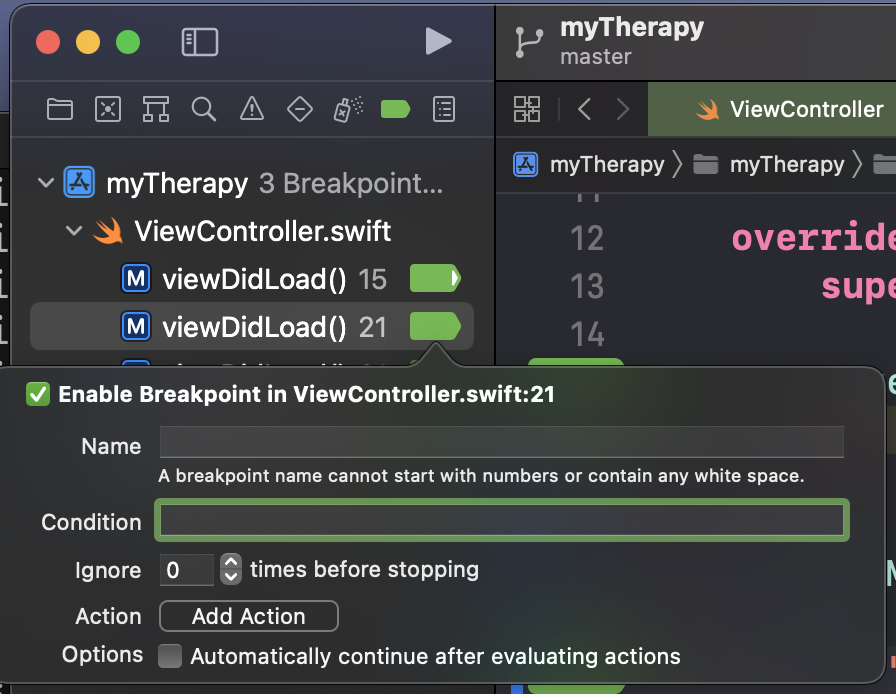 myTherapy
master
ViewController
myTherapy 3 Breakpoint...
myTherapy myTherapy
ViewController.swift
12 override
M viewDidLoad() 15
13 supe
M viewDidLoad() 21
14
Enable Breakpoint in ViewController.swift:21
Name
A breakpoint name cannot start with numbers or contain any white space.
Condition
Ignore 0 times before stopping
Action Add Action
Options Automatically continue after evaluating actions